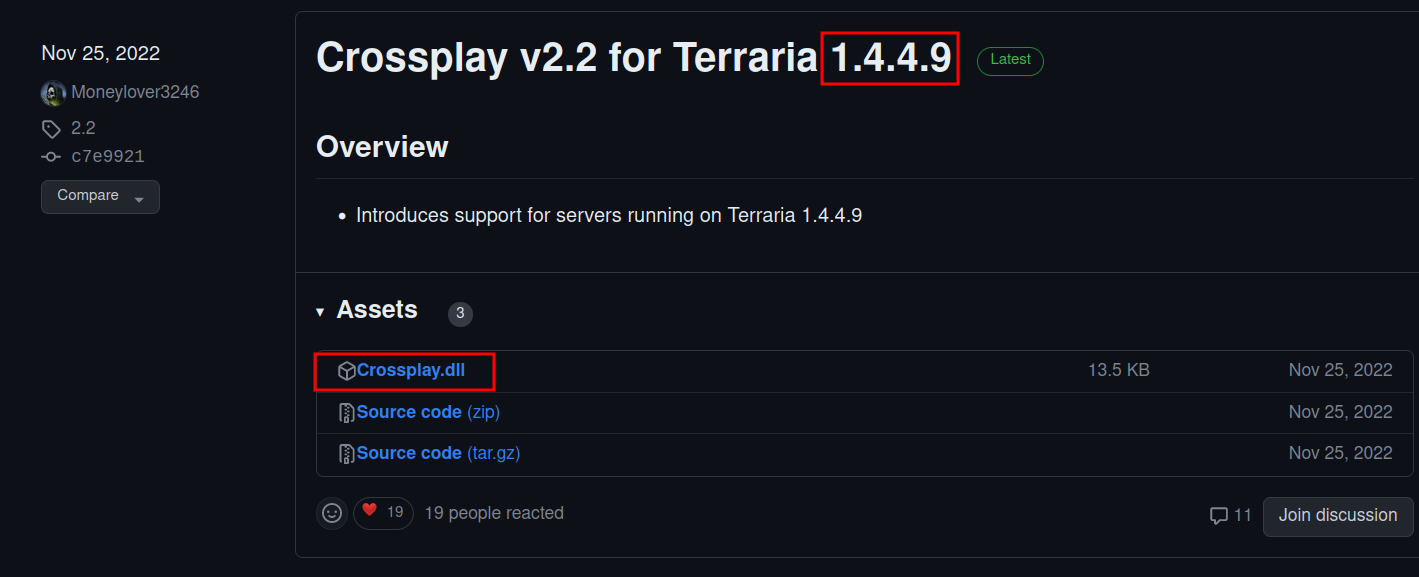 Nov 25, 2022
Moneylover3246
2.2
c7e9921
Compare
Crossplay v2.2 for Terraria 1.4.4.9 Latest
Overview
• Introduces support for servers running on Terraria 1.4.4.9
Assets 3
Crossplay.dll 13.5 KB Nov 25, 2022
Source code (zip) Nov 25, 2022
Source code (tar.gz) Nov 25, 2022
19 19 people reacted 11 Join discussion